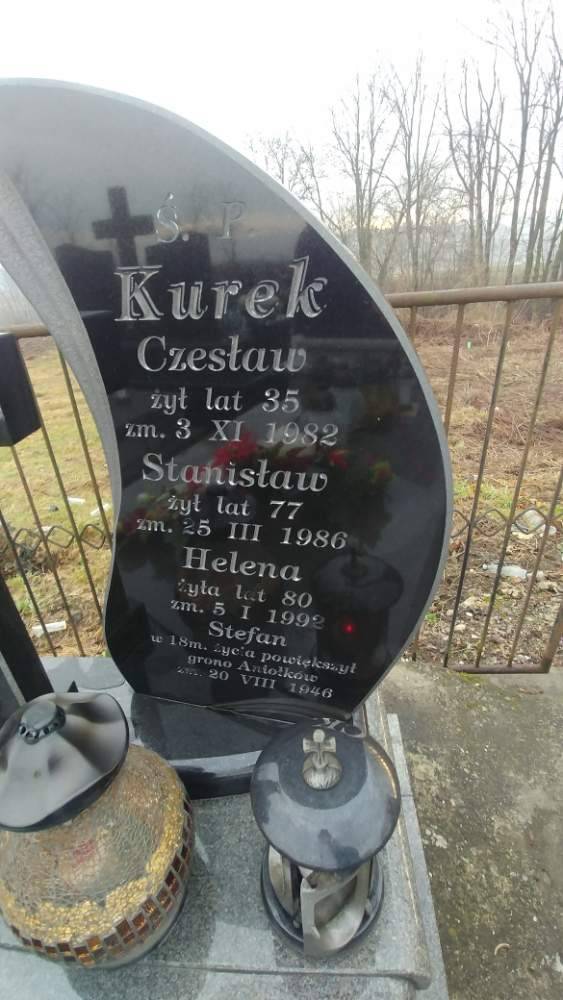 Ś. P
Kurek
Czesław
żył lat 35
zm. 3 XI 1982
Stanisław
żył lat 77
zm. 25 III 1986
Helena
żyła lat 80
zm. 5 I 1992
Stefan
w 18m. życia powiększył
grono Aniołków
zm. 20 VIII 1946